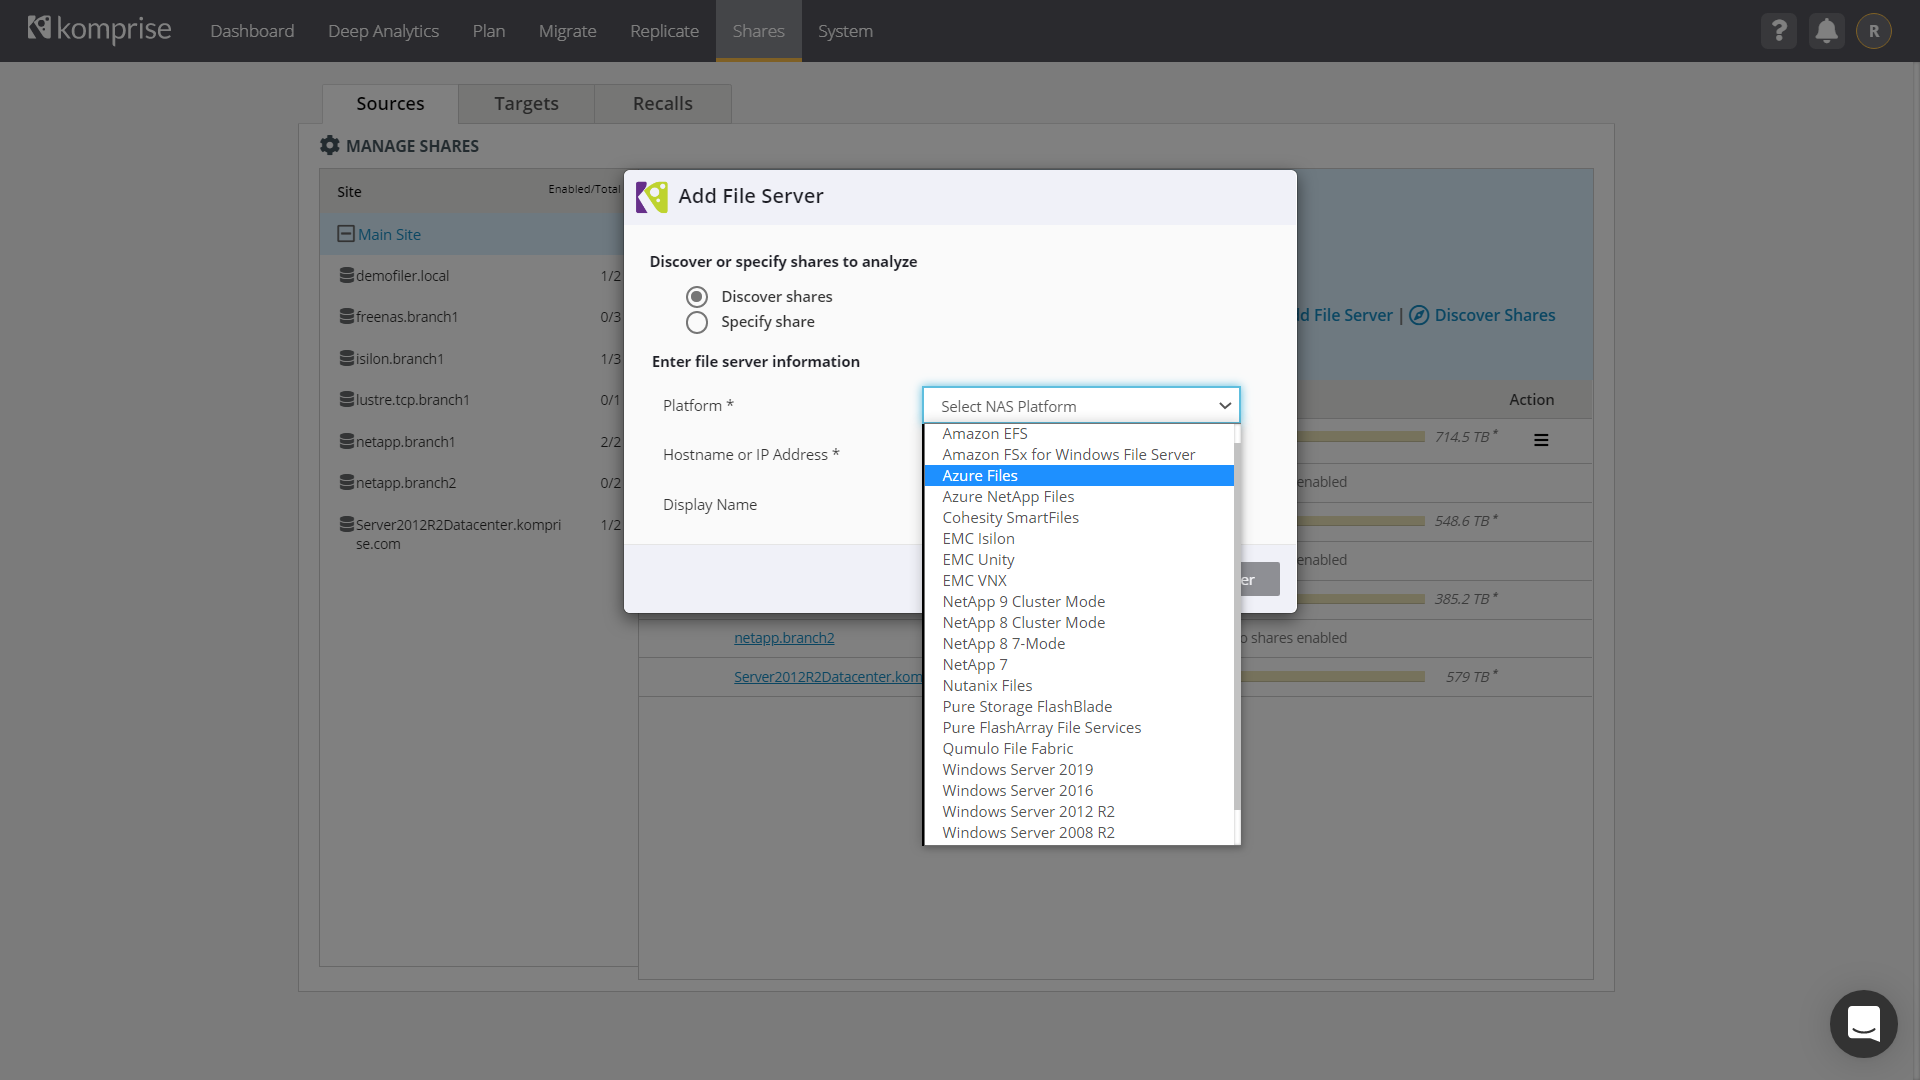 komprise
Dashboard
Deep Analytics
Plan
Migrate
Replicate
Shares
System
?
R
Sources
Targets
Recalls
MANAGE SHARES
Site
Enabled/Total
Main Site
demofiler.local
1/2
freenas.branch1
0/3
isilon.branch1
1/3
lustre.tcp.branch1
0/1
netapp.branch1
2/2
netapp.branch2
0/2
Server2012R2Datacenter.kompri
se.com
1/2
Add File Server
Discover or specify shares to analyze
Discover shares
Specify share
Enter file server information
Platform *
Select NAS Platform
Hostname or IP Address *
Display Name
Amazon EFS
Amazon FSx for Windows File Server
Azure Files
Azure NetApp Files
Cohesity SmartFiles
EMC Isilon
EMC Unity
EMC VNX
NetApp 9 Cluster Mode
NetApp 8 Cluster Mode
NetApp 8 7-Mode
NetApp 7
Nutanix Files
Pure Storage FlashBlade
Pure FlashArray File Services
Qumulo File Fabric
Windows Server 2019
Windows Server 2016
Windows Server 2012 R2
Windows Server 2008 R2
File Server | Discover Shares
Action
714.5 TB*
enabled
548.6 TB*
enabled
385.2 TB*
netapp.branch2
shares enabled
Server2012R2Datacenter.kom
579 TB*